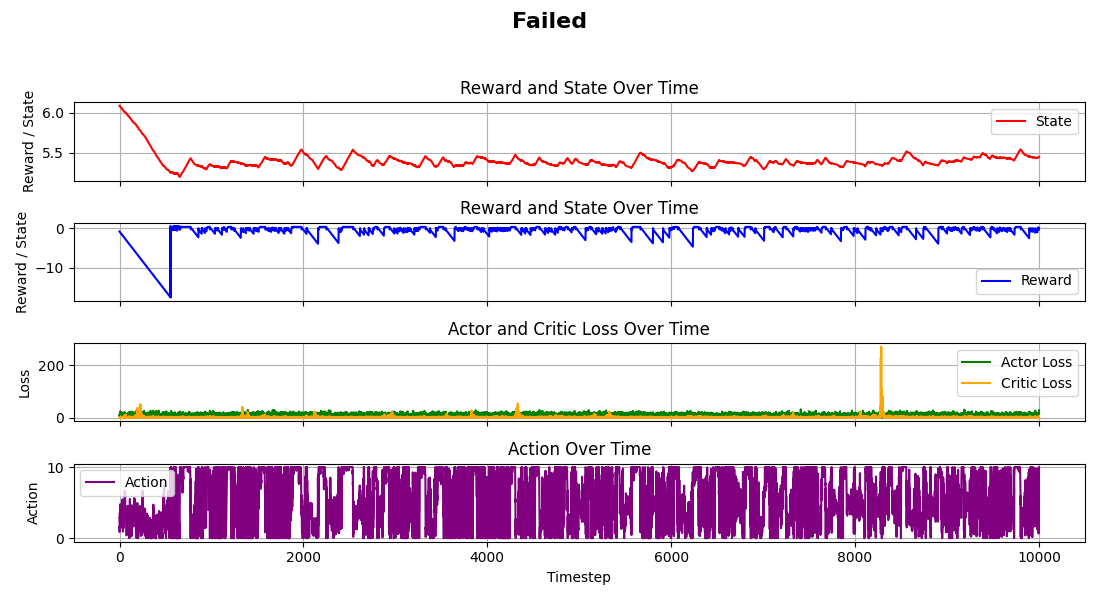 Failed
Reward and State Over Time
Reward / State
6.0
5.5
State
Reward and State Over Time
Reward / State
0
−10
Reward
Actor and Critic Loss Over Time
Loss
200
0
Actor Loss
Critic Loss
Action Over Time
Action
10
0
Action
0 2000 4000 6000 8000 10000
Timestep